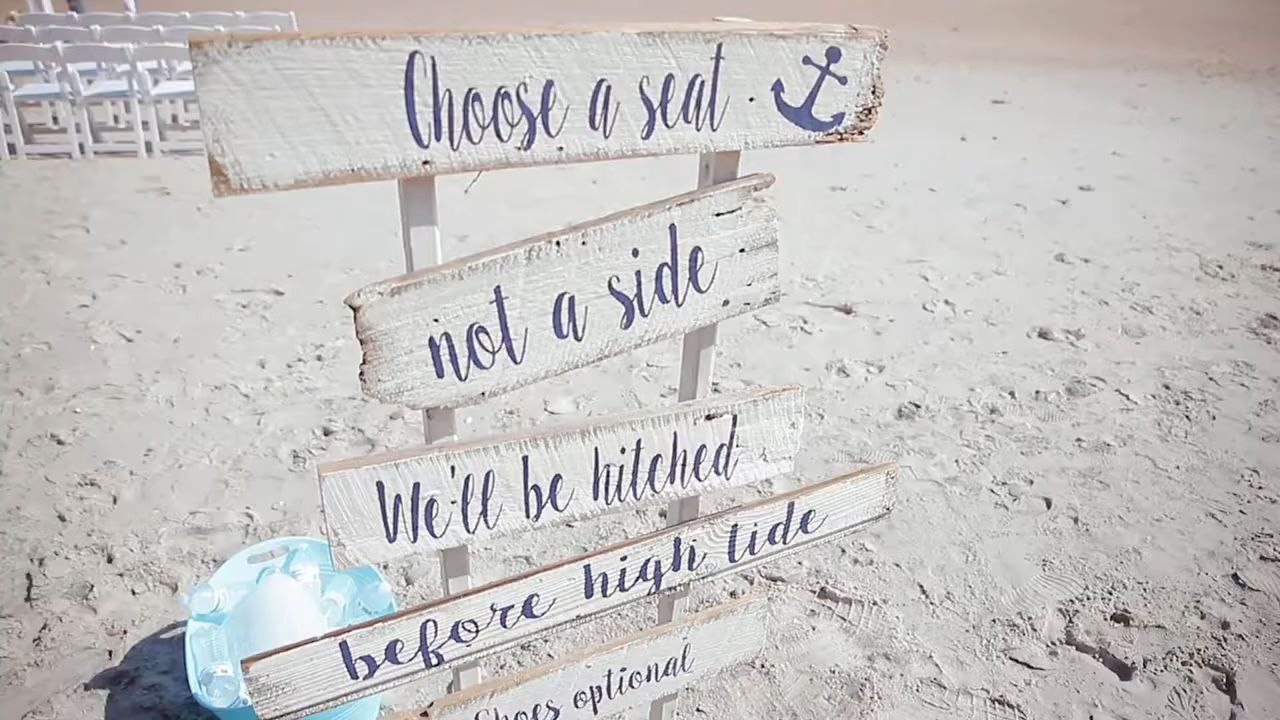 Choose a seat
not a side
We'll be hitched
before high tide
Shoes optional